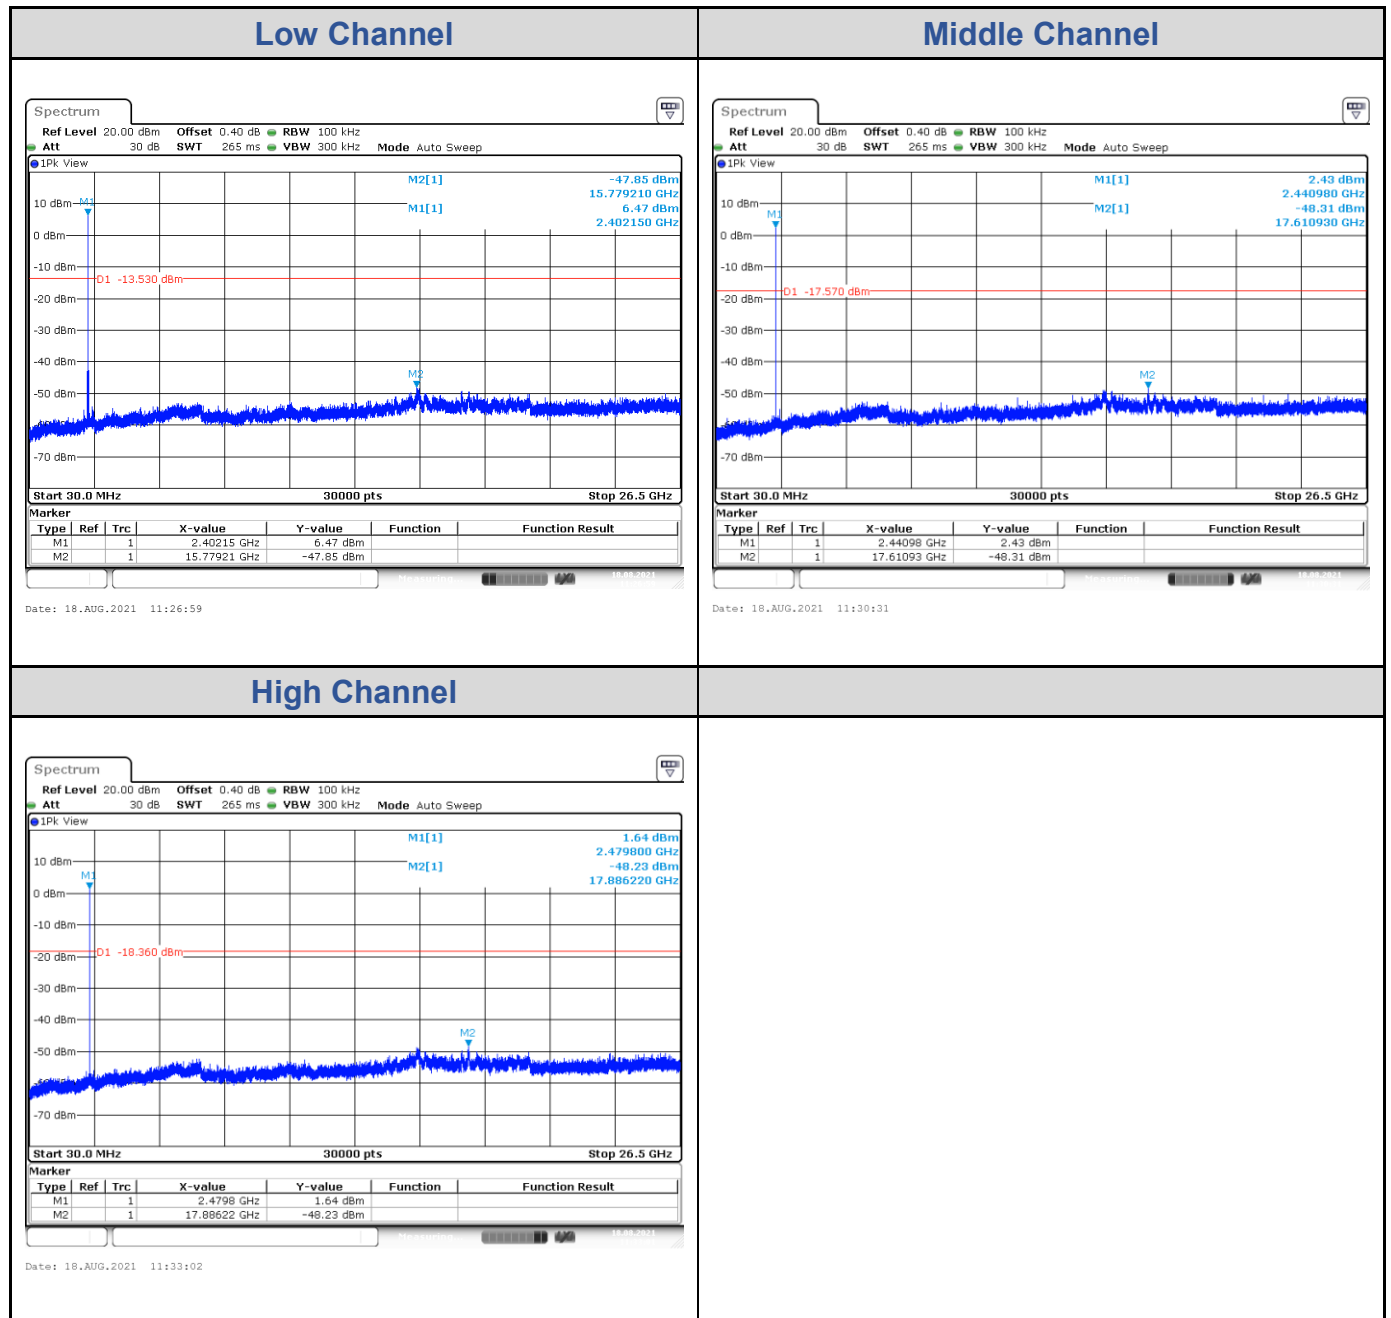 Low Channel
Middle Channel
Spectrum
Ref Level 20.00 dBm Offset 0.40 dB RBW 100 kHz
Att 30 dB SWT 265 ms VBW 300 kHz Mode Auto Sweep
1Pk View
M2[1] -47.85 dBm
15.779210 GHz
M1[1] 6.47 dBm
2.402150 GHz
10 dBm
M1
0 dBm
-10 dBm
D1 -13.530 dBm
-20 dBm
-30 dBm
-40 dBm
M2
-50 dBm
-70 dBm
Start 30.0 MHz 30000 pts Stop 26.5 GHz
Marker
Type Ref Trc X-value Y-value Function Function Result
M1 1 2.40215 GHz 6.47 dBm
M2 1 15.77921 GHz -47.85 dBm
Measuring... 18.08.2021
Date: 18.AUG.2021 11:26:59
Spectrum
Ref Level 20.00 dBm Offset 0.40 dB RBW 100 kHz
Att 30 dB SWT 265 ms VBW 300 kHz Mode Auto Sweep
1Pk View
M1[1] 2.43 dBm
2.440980 GHz
M2[1] -48.31 dBm
17.610930 GHz
10 dBm
M1
0 dBm
-10 dBm
D1 -17.570 dBm
-20 dBm
-30 dBm
-40 dBm
M2
-50 dBm
-70 dBm
Start 30.0 MHz 30000 pts Stop 26.5 GHz
Marker
Type Ref Trc X-value Y-value Function Function Result
M1 1 2.44098 GHz 2.43 dBm
M2 1 17.61093 GHz -48.31 dBm
Measuring... 18.08.2021
Date: 18.AUG.2021 11:30:31
High Channel
Spectrum
Ref Level 20.00 dBm Offset 0.40 dB RBW 100 kHz
Att 30 dB SWT 265 ms VBW 300 kHz Mode Auto Sweep
1Pk View
M1[1] 1.64 dBm
2.479800 GHz
M2[1] -48.23 dBm
17.886220 GHz
10 dBm
M1
0 dBm
-10 dBm
D1 -18.360 dBm
-20 dBm
-30 dBm
-40 dBm
M2
-50 dBm
-70 dBm
Start 30.0 MHz 30000 pts Stop 26.5 GHz
Marker
Type Ref Trc X-value Y-value Function Function Result
M1 1 2.4798 GHz 1.64 dBm
M2 1 17.88622 GHz -48.23 dBm
Measuring... 18.08.2021
Date: 18.AUG.2021 11:33:02